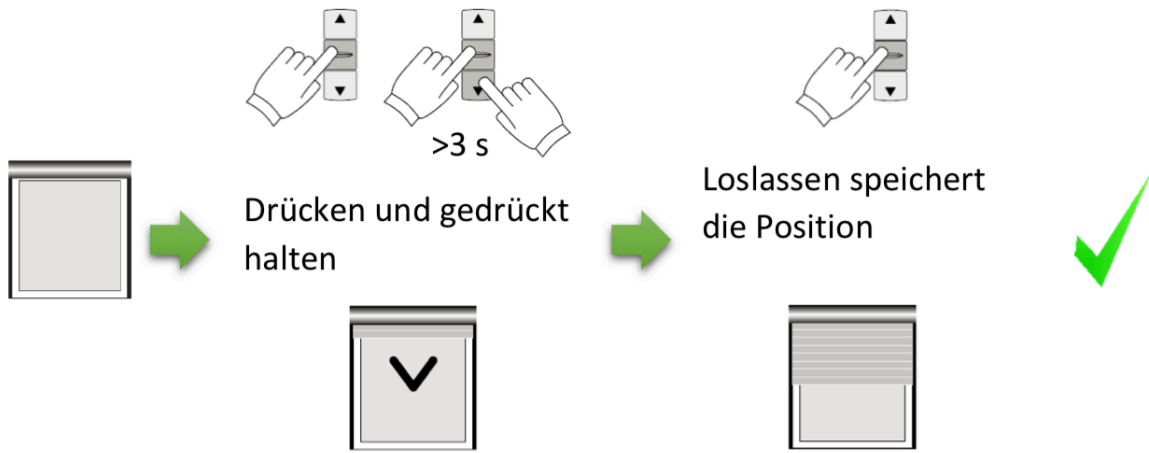 >3 s
Drücken und gedrückt
halten
Loslassen speichert
die Position